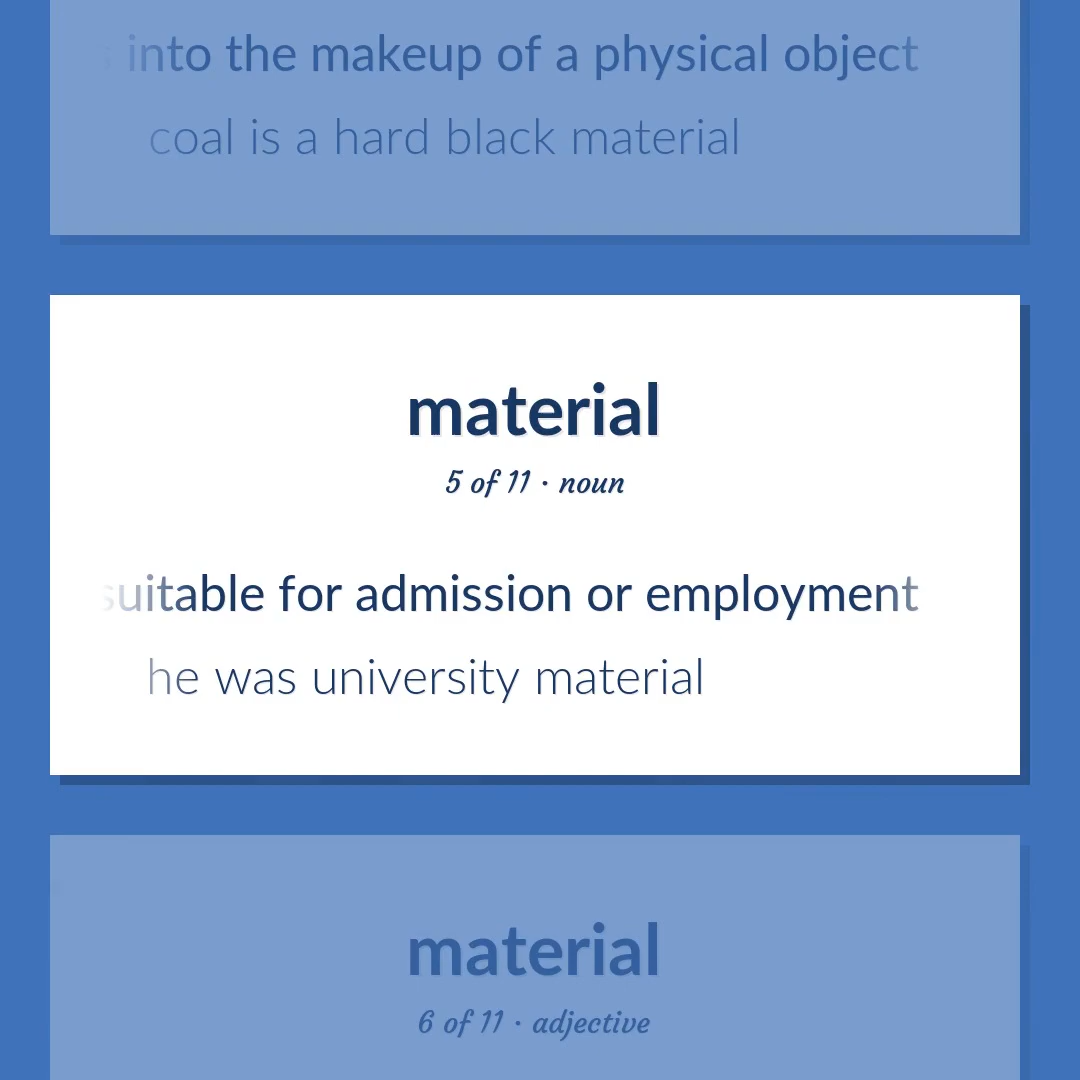 into the makeup of a physical object
coal is a hard black material
material
5 of 11 · noun
suitable for admission or employment
he was university material
material
6 of 11 · adjective